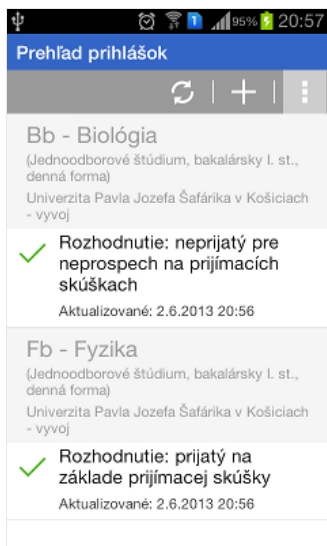 95% 20:57
Prehľad prihlášok
Bb - Biológia
(Jednoodborové štúdium, bakalársky I. st.,
denná forma)
Univerzita Pavla Jozefa Šafárika v Košiciach
- vyvoj
Rozhodnutie: neprijatý pre
neprospech na prijímacích
skúškach
Aktualizované: 2.6.2013 20:56
Fb - Fyzika
(Jednoodborové štúdium, bakalársky I. st.,
denná forma)
Univerzita Pavla Jozefa Šafárika v Košiciach
- vyvoj
Rozhodnutie: prijatý na
základe prijímacej skúšky
Aktualizované: 2.6.2013 20:56